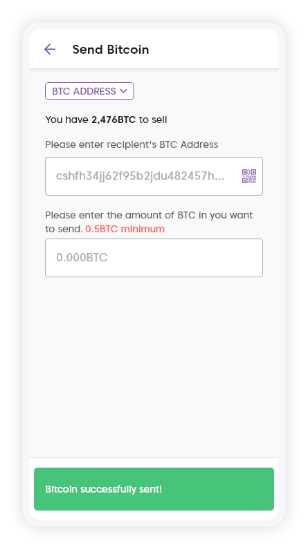 Send Bitcoin
BTC ADDRESS
You have 2,476BTC to sell
Please enter recipient's BTC Address
cshfh34jj62f95b2jdu482457h...
Please enter the amount of BTC in you want
to send. 0.5BTC minimum
0.000BTC
Bitcoin successfully sent!